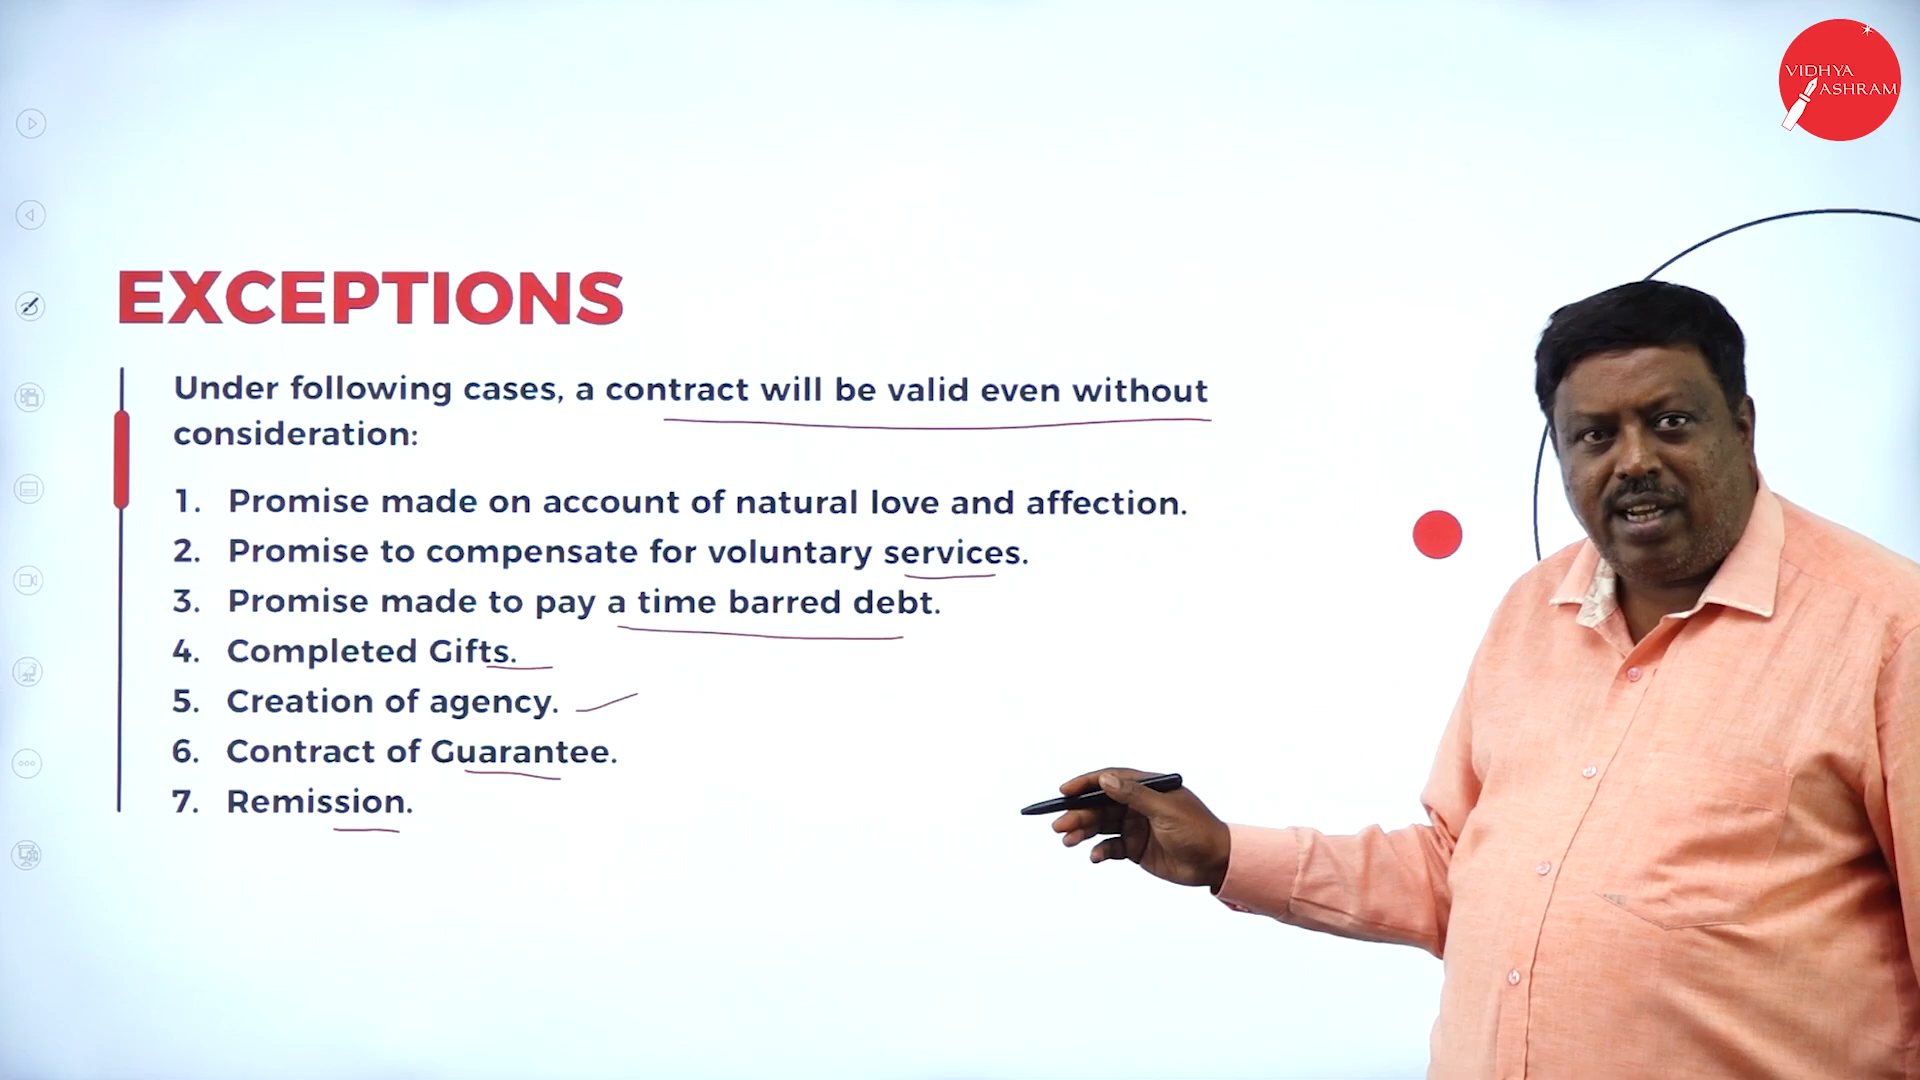 VIDHYA
ASHRAM
EXCEPTIONS
Under following cases, a contract will be valid even without
consideration:
1. Promise made on account of natural love and affection.
2. Promise to compensate for voluntary services.
3. Promise made to pay a time barred debt.
4. Completed Gifts.
5. Creation of agency.
6. Contract of Guarantee.
7. Remission.